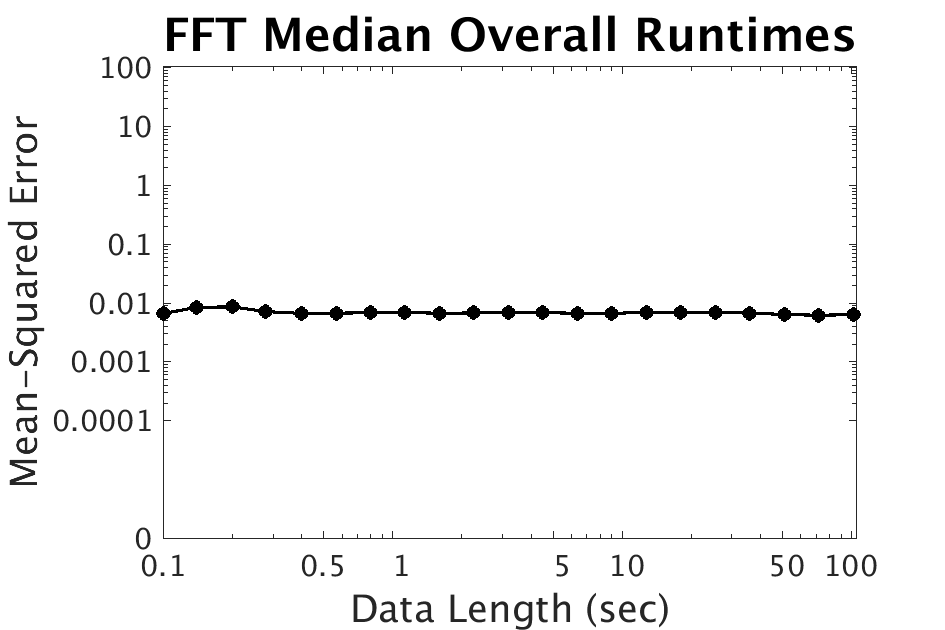 FFT Median Overall Runtimes
100
10
1
0.1
0.01
0.001
0.0001
0
Mean-Squared Error
0.1 0.5 1 5 10 50 100
Data Length (sec)